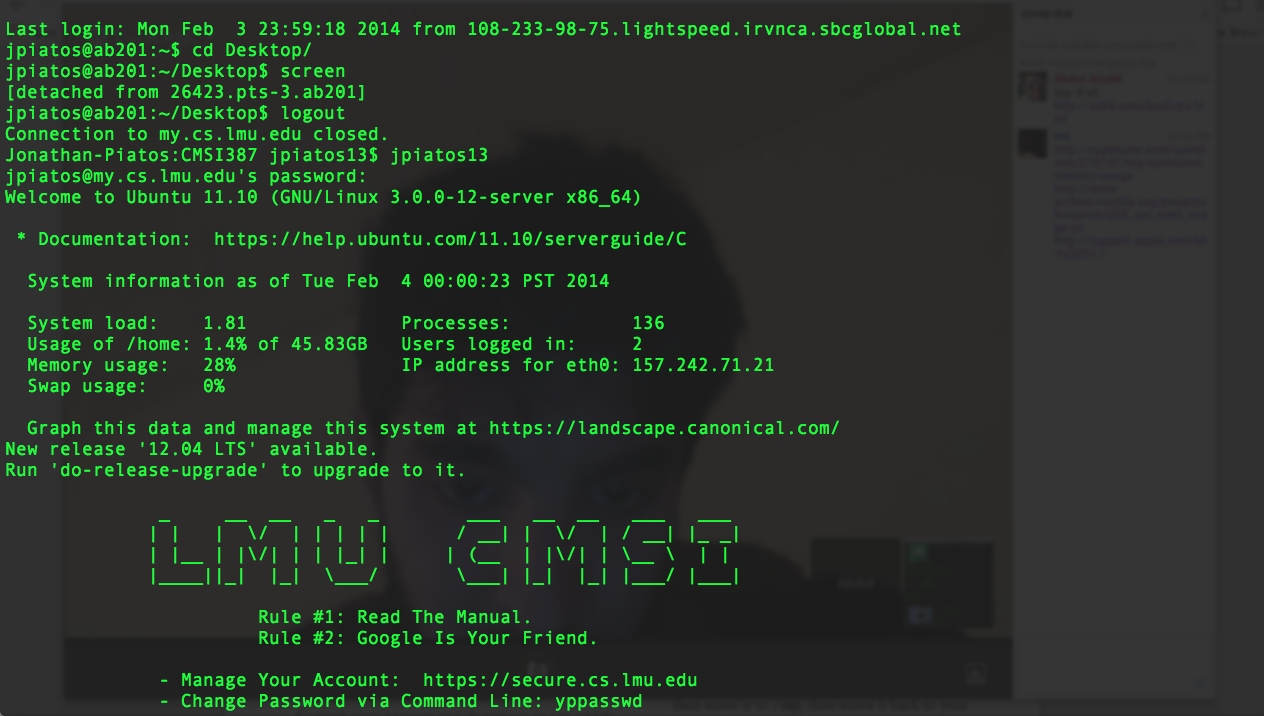 Last login: Mon Feb  3 23:59:18 2014 from 108-233-98-75.lightspeed.irvnca.sbcglobal.net
jpiatos@ab201:~$ cd Desktop/
jpiatos@ab201:~/Desktop$ screen
[detached from 26423.pts-3.ab201]
jpiatos@ab201:~/Desktop$ logout
Connection to my.cs.lmu.edu closed.
Jonathan-Piatos:CMSI387 jpiatos13$ jpiatos13
jpiatos@my.cs.lmu.edu's password:
Welcome to Ubuntu 11.10 (GNU/Linux 3.0.0-12-server x86_64)
* Documentation:  https://help.ubuntu.com/11.10/serverguide/C
System information as of Tue Feb  4 00:00:23 PST 2014
System load:    1.81              Processes:           136
Usage of /home: 1.4% of 45.83GB   Users logged in:     2
Memory usage:   28%               IP address for eth0: 157.242.71.21
Swap usage:     0%
Graph this data and manage this system at https://landscape.canonical.com/
New release '12.04 LTS' available.
Run 'do-release-upgrade' to upgrade to it.
LMU CMSI
Rule #1: Read The Manual.
Rule #2: Google Is Your Friend.
- Manage Your Account:  https://secure.cs.lmu.edu
- Change Password via Command Line: yppasswd